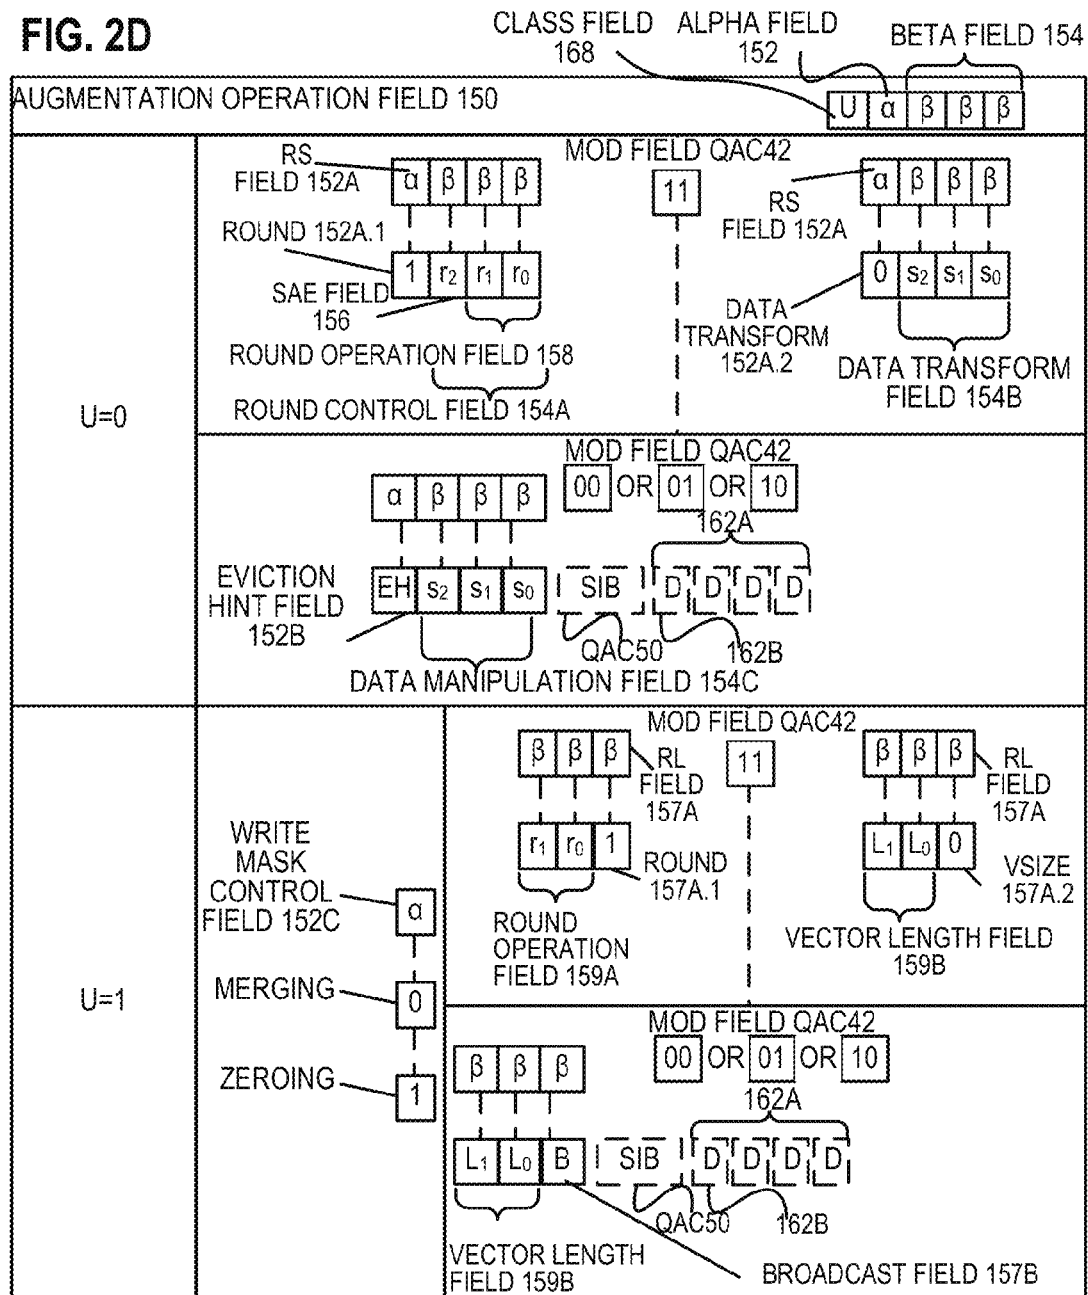 FIG. 2D
CLASS FIELD
168
ALPHA FIELD
152
BETA FIELD 154
AUGMENTATION OPERATION FIELD 150
U α β β β
U=0
RS
FIELD 152A
α β β β
ROUND 152A.1
1 r2 r1 r0
SAE FIELD
156
ROUND OPERATION FIELD 158
ROUND CONTROL FIELD 154A
MOD FIELD QAC42
11
α β β β
RS
FIELD 152A
0 s2 s1 s0
DATA
TRANSFORM
152A.2
DATA TRANSFORM
FIELD 154B
MOD FIELD QAC42
00 OR 01 OR 10
α β β β
162A
EVICTION
HINT FIELD
152B
EH s2 s1 s0
SIB
D D D D
QAC50
162B
DATA MANIPULATION FIELD 154C
U=1
WRITE
MASK
CONTROL
FIELD 152C
α
MERGING
0
ZEROING
1
MOD FIELD QAC42
11
β β β
RL
FIELD
157A
r1 r0 1
ROUND
157A.1
ROUND
OPERATION
FIELD 159A
β β β
RL
FIELD
157A
L1 L0 0
VSIZE
157A.2
VECTOR LENGTH FIELD
159B
MOD FIELD QAC42
00 OR 01 OR 10
β β β
162A
L1 L0 B
SIB
D D D D
QAC50
162B
VECTOR LENGTH
FIELD 159B
BROADCAST FIELD 157B